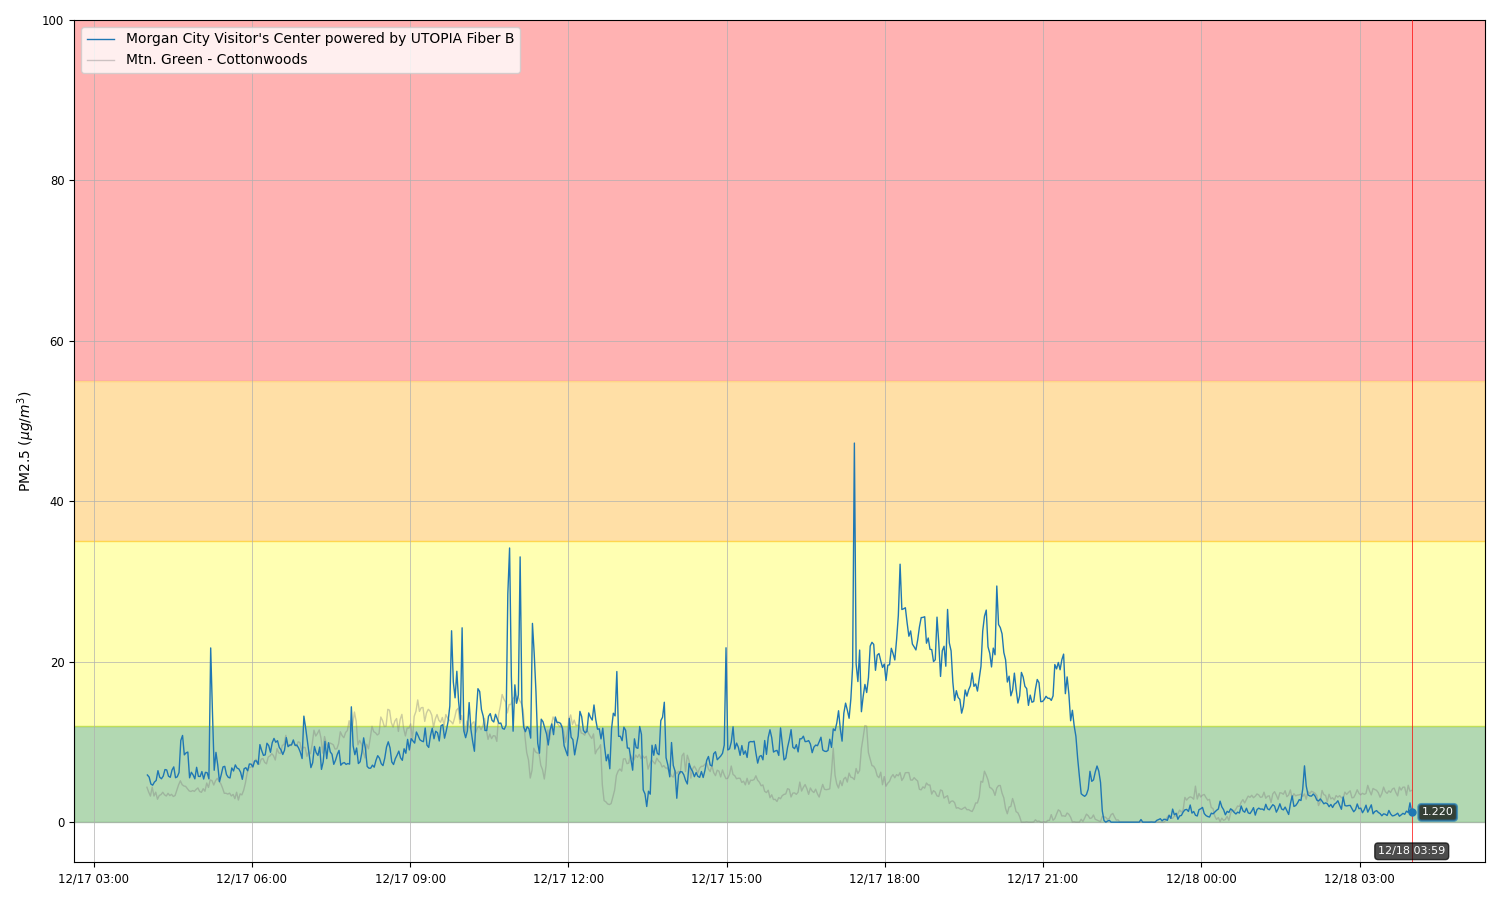 100
80
60
40
20
0
PM2.5 (μg/m³)
Morgan City Visitor's Center powered by UTOPIA Fiber B
Mtn. Green - Cottonwoods
1.220
12/18 03:59
12/17 03:00 12/17 06:00 12/17 09:00 12/17 12:00 12/17 15:00 12/17 18:00 12/17 21:00 12/18 00:00 12/18 03:00